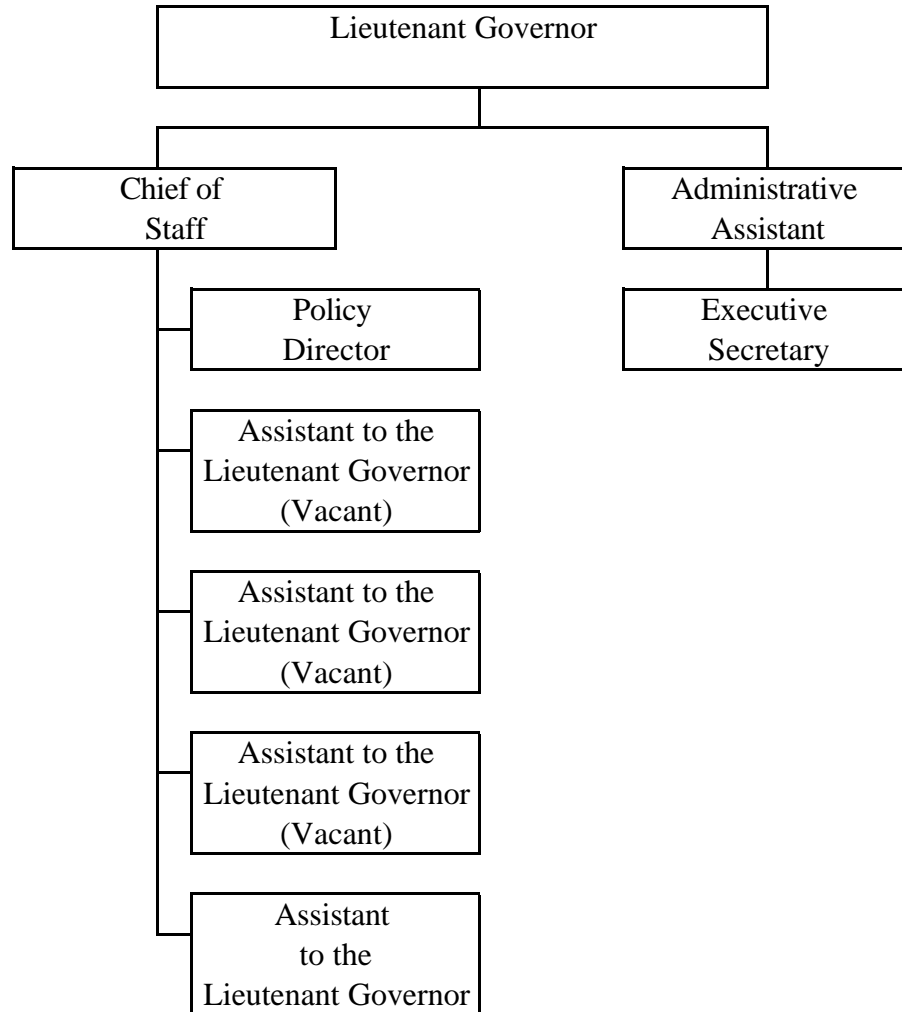 Lieutenant Governor
Chief of
Staff
Administrative
Assistant
Policy
Director
Executive
Secretary
Assistant to the
Lieutenant Governor
(Vacant)
Assistant to the
Lieutenant Governor
(Vacant)
Assistant to the
Lieutenant Governor
(Vacant)
Assistant
to the
Lieutenant Governor